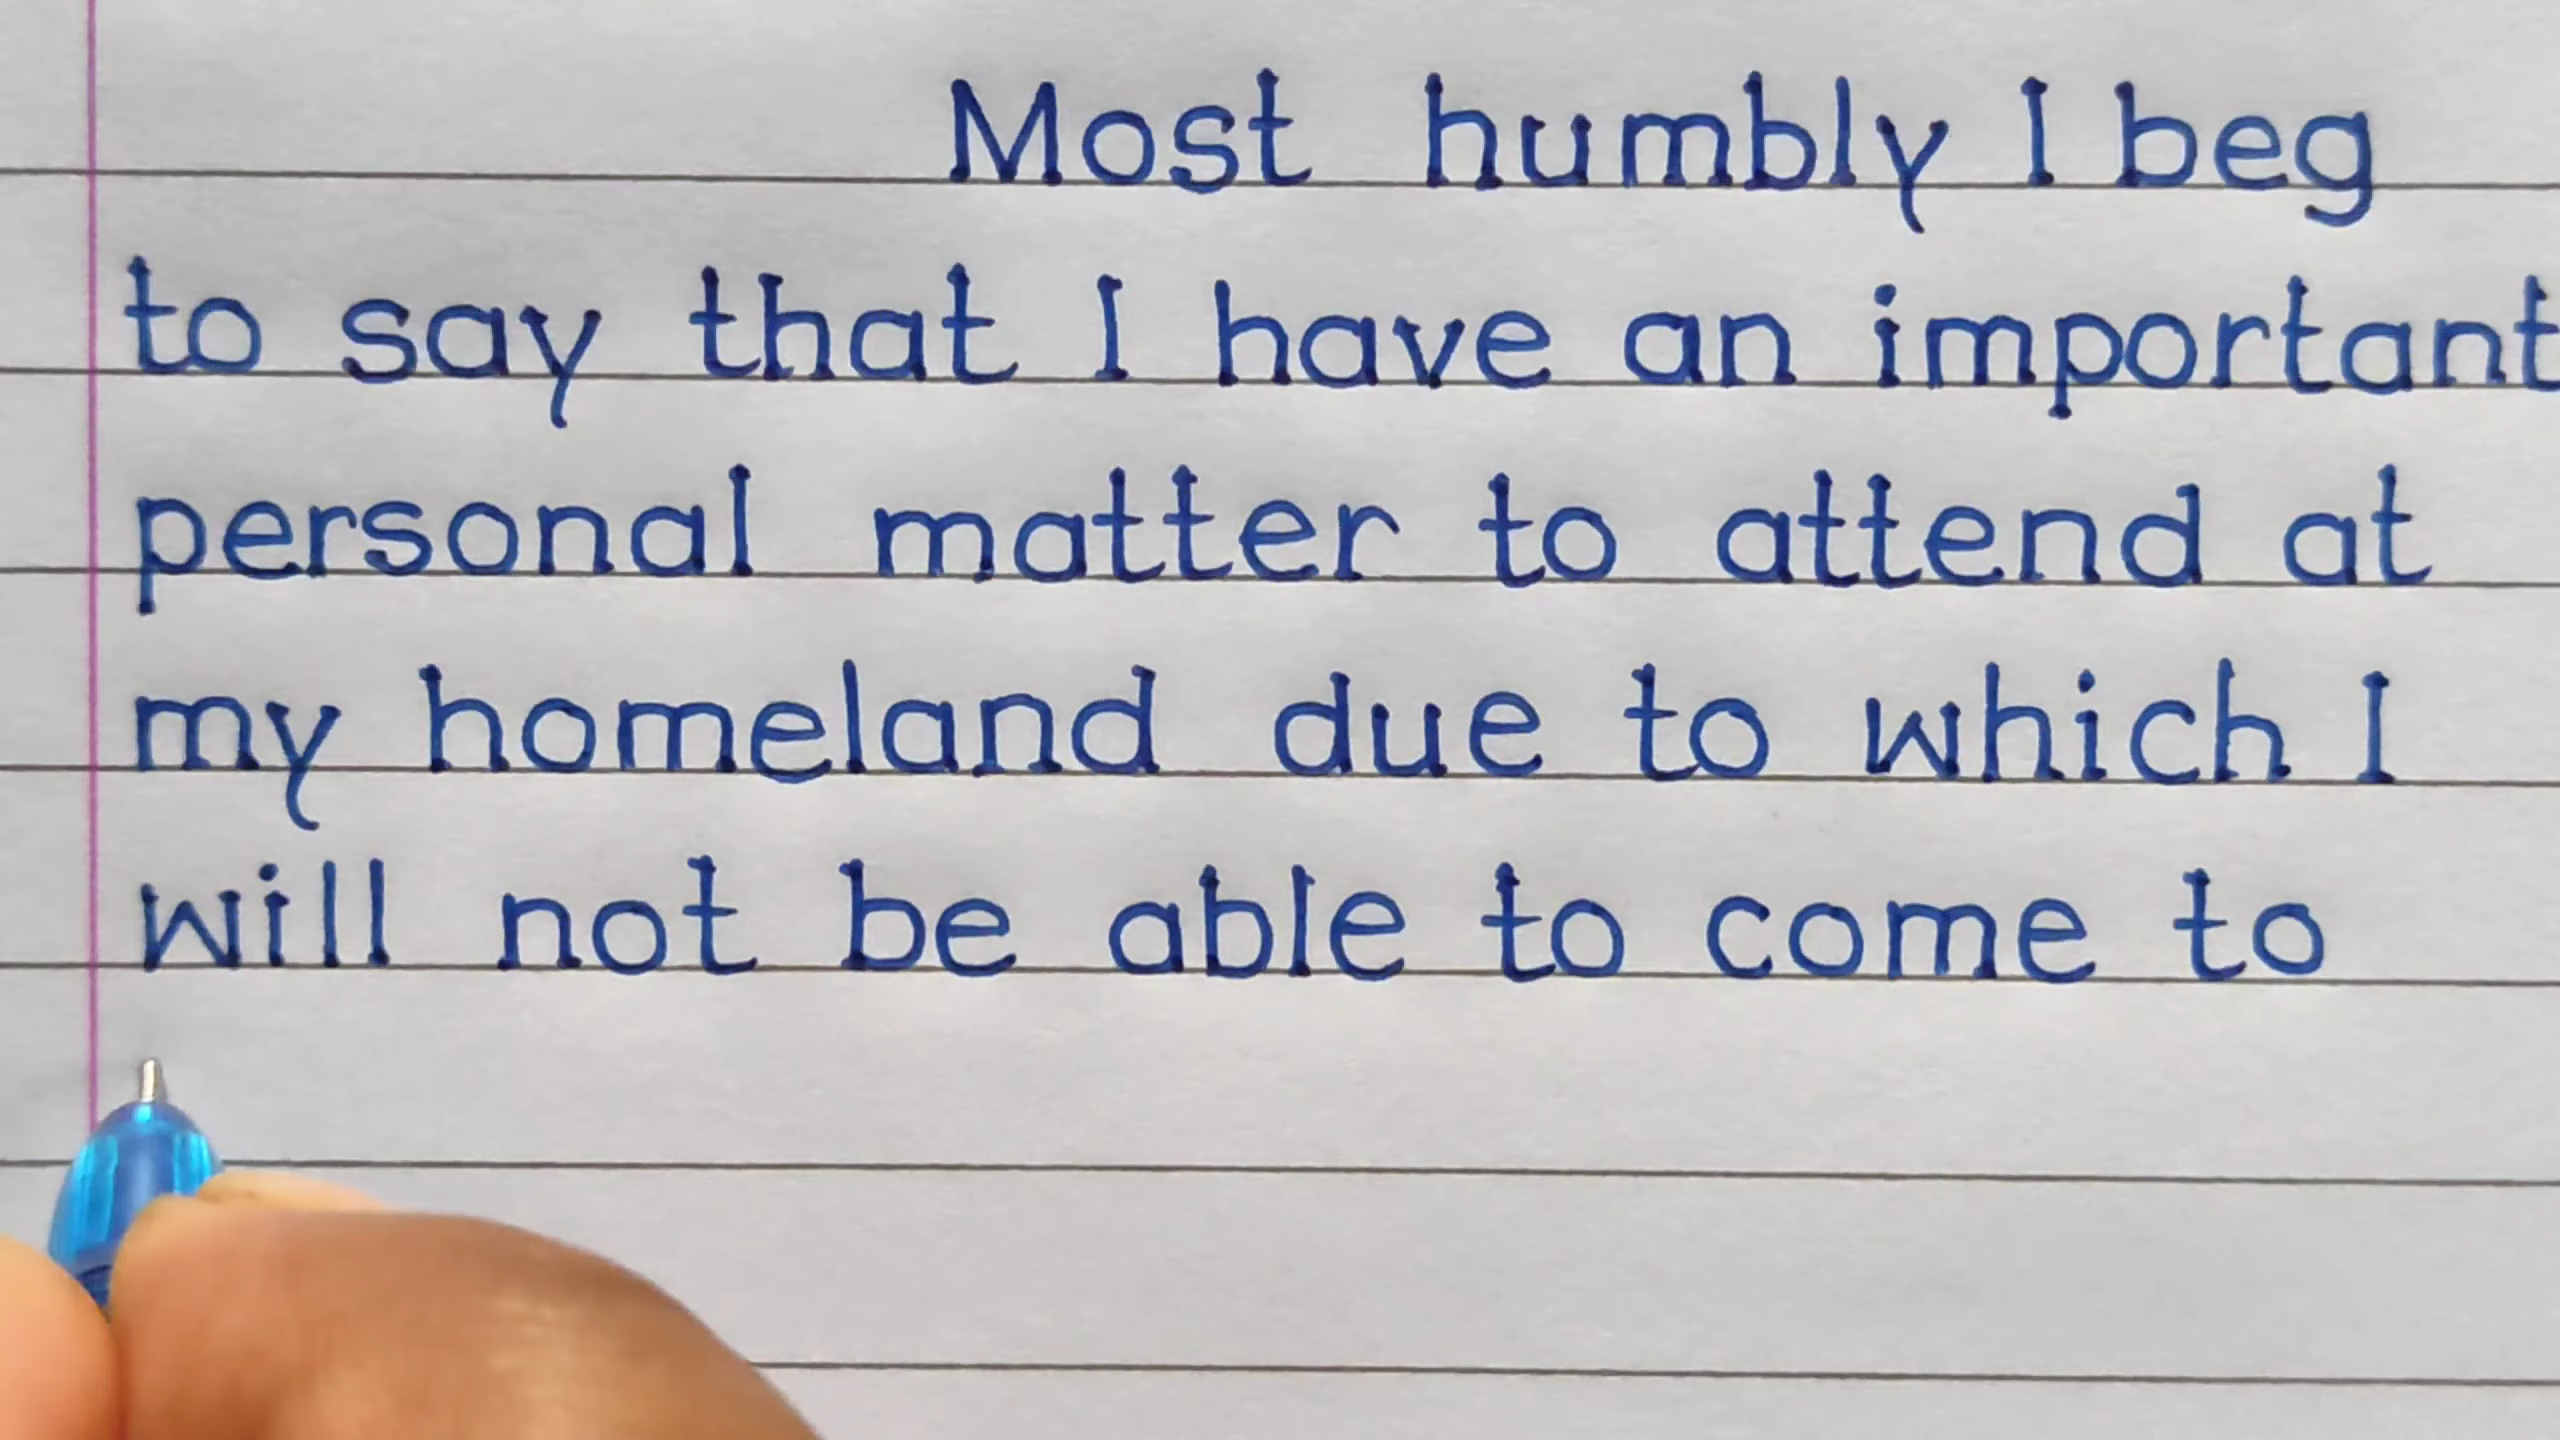 Most humbly I beg
to say that I have an important
personal matter to attend at
my homeland due to which I
will not be able to come to